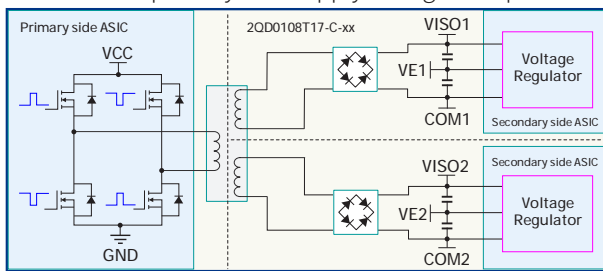 Primary side ASIC
2QD0108T17-C-xx
VCC
GND
VISO1
VE1
COM1
Voltage
Regulator
Secondary side ASIC
VISO2
VE2
COM2
Secondary side ASIC
Voltage
Regulator